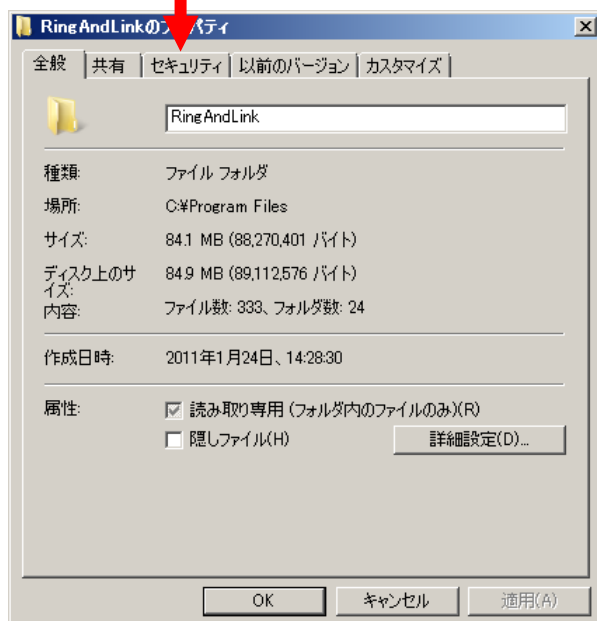 RingAndLinkのプロパティ
全般 共有 セキュリティ 以前のバージョン カスタマイズ
RingAndLink
種類: ファイル フォルダ
場所: C:¥Program Files
サイズ: 84.1 MB (88,270,401 バイト)
ディスク上のサ
イズ: 84.9 MB (89,112,576 バイト)
内容: ファイル数: 333、フォルダ数: 24
作成日時: 2011年1月24日、14:28:30
属性: 読み取り専用 (フォルダ内のファイルのみ)(R)
隠しファイル(H) 詳細設定(D)...
OK キャンセル 適用(A)